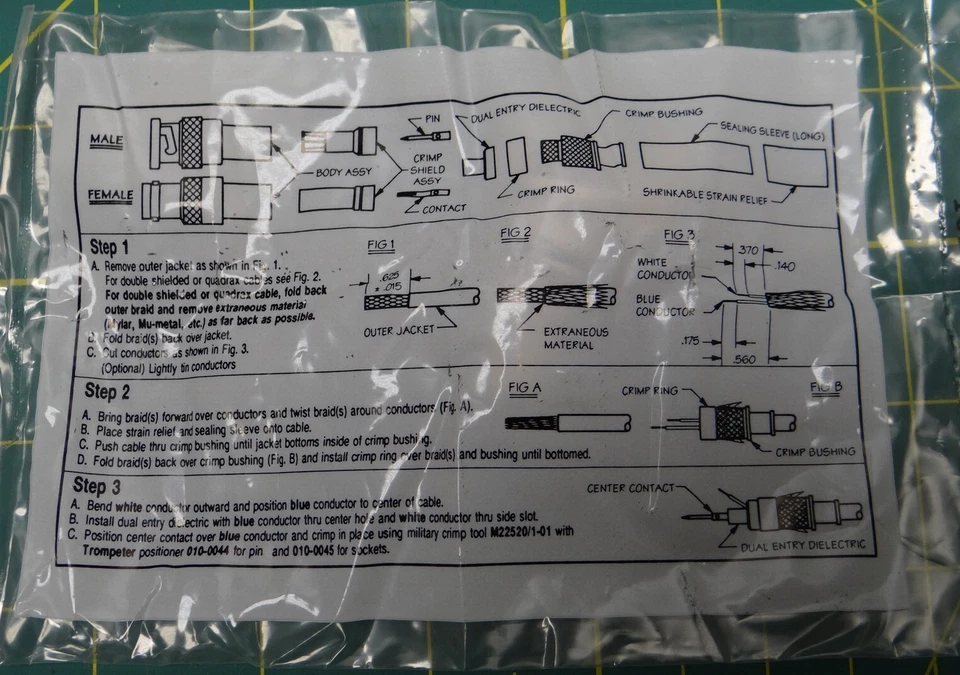 MALE
PIN
DUAL ENTRY DIELECTRIC
CRIMP BUSHING
SEALING SLEEVE (LONG)
BODY ASSY
CRIMP
SHIELD
ASSY
CRIMP RING
SHRINKABLE STRAIN RELIEF
FEMALE
CONTACT
Step 1
A. Remove outer jacket as shown in Fig. 1.
For double shielded or quadrax cables see Fig. 2.
For double shielded or quadrax cable, fold back
outer braid and remove extraneous material
(Mylar, Mu-metal, etc.) as far back as possible.
B. Fold braid(s) back over jacket.
C. Cut conductors as shown in Fig. 3.
(Optional) Lightly tin conductors
FIG 1
.625
± .015
OUTER JACKET
FIG 2
EXTRANEOUS
MATERIAL
FIG 3
.370
.140
WHITE
CONDUCTOR
BLUE
CONDUCTOR
.175
.560
Step 2
A. Bring braid(s) forward over conductors and twist braid(s) around conductors (Fig. A).
B. Place strain relief and sealing sleeve onto cable.
C. Push cable thru crimp bushing until jacket bottoms inside of crimp bushing.
D. Fold braid(s) back over crimp bushing (Fig. B) and install crimp ring over braid(s) and bushing until bottomed.
FIG A
CRIMP RING
FIG B
CRIMP BUSHING
Step 3
A. Bend white conductor outward and position blue conductor to center of cable.
B. Install dual entry dielectric with blue conductor thru center hole and white conductor thru side slot.
C. Position center contact over blue conductor and crimp in place using military crimp tool M22520/1-01 with
Trompeter positioner 010-0044 for pin and 010-0045 for sockets.
CENTER CONTACT
DUAL ENTRY DIELECTRIC